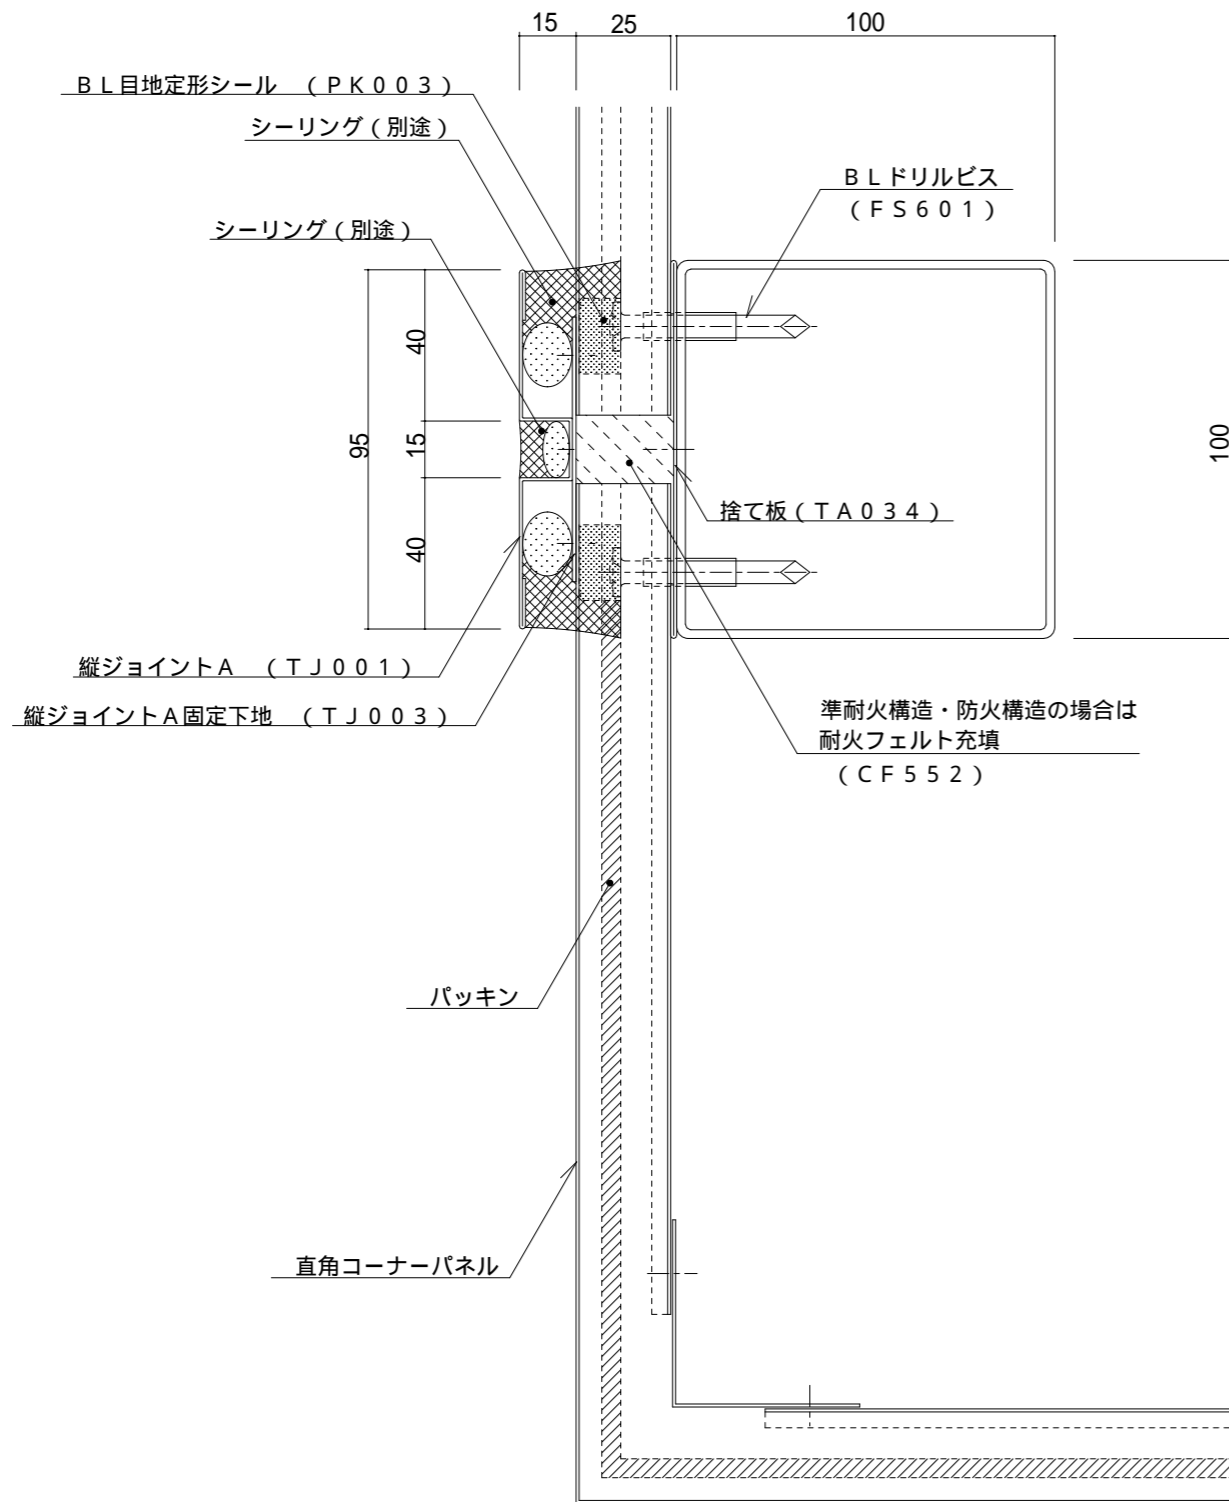 15
25
100
BL目地定形シール　(PK003)
シーリング(別途)
BLドリルビス
(FS601)
シーリング(別途)
40
95
15
100
捨て板(TA034)
40
縦ジョイントA　(TJ001)
縦ジョイントA固定下地　(TJ003)
準耐火構造・防火構造の場合は
耐火フェルト充填
(CF552)
パッキン
直角コーナーパネル